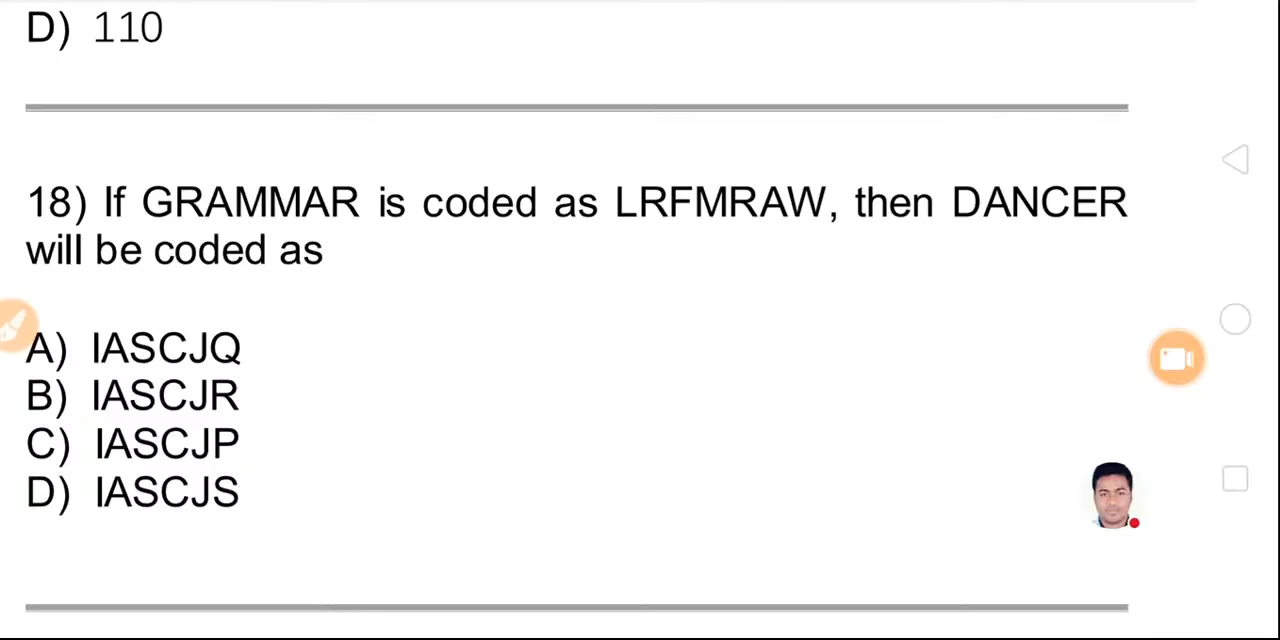 D) 110
18) If GRAMMAR is coded as LRFMRAW, then DANCER
will be coded as
A) IASCJQ
B) IASCJR
C) IASCJP
D) IASCJS